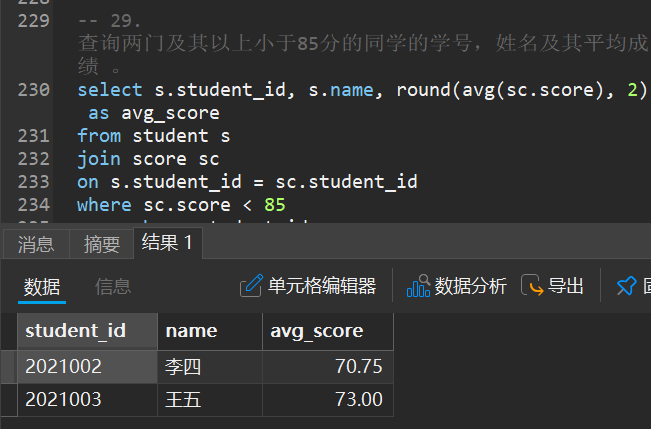 229 -- 29.
查询两门及其以上小于85分的同学的学号，姓名及其平均成
绩 。
230 select s.student_id, s.name, round(avg(sc.score), 2)
as avg_score
231 from student s
232 join score sc
233 on s.student_id = sc.student_id
234 where sc.score < 85
消息 摘要 结果 1
数据 信息 单元格编辑器 数据分析 导出
student_id name avg_score
2021002 李四 70.75
2021003 王五 73.00